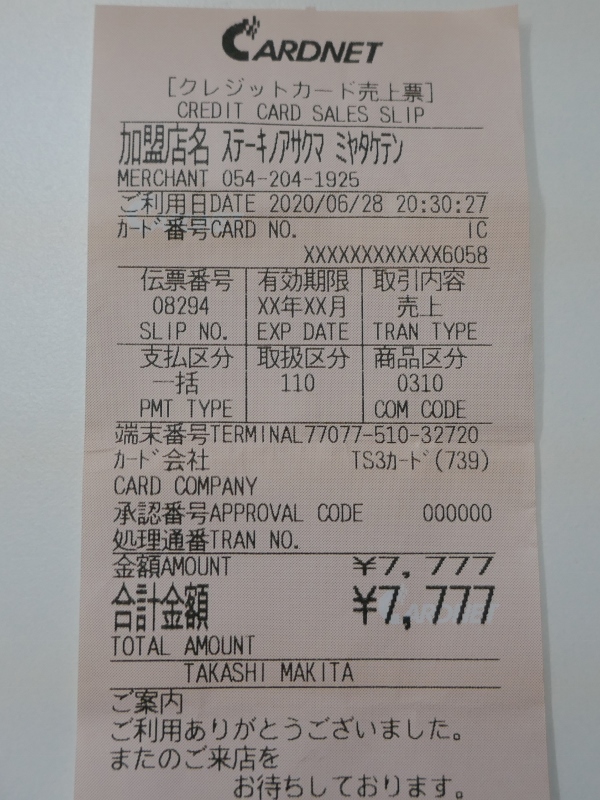 CARDNET
[クレジットカード売上票]
CREDIT CARD SALES SLIP
加盟店名 ステーキノアサクマ ミヤタケテン
MERCHANT 054-204-1925
ご利用日DATE 2020/06/28 20:30:27
カード番号CARD NO. IC
XXXXXXXXXXXX6058
伝票番号 有効期限 取引内容
08294 XX年XX月 売上
SLIP NO. EXP DATE TRAN TYPE
支払区分 取扱区分 商品区分
一括 110 0310
PMT TYPE COM CODE
端末番号TERMINAL77077-510-32720
カード会社 TS3カード(739)
CARD COMPANY
承認番号APPROVAL CODE 000000
処理通番TRAN NO.
金額AMOUNT ¥7,777
合計金額 ¥7,777
CARDNET
TOTAL AMOUNT
TAKASHI MAKITA
ご案内
ご利用ありがとうございました。
またのご来店を
お待ちしております。